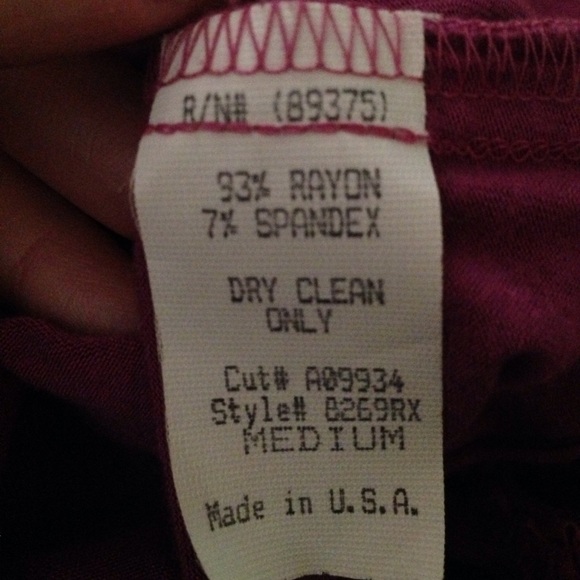 R/N# (89375)
93% RAYON
7% SPANDEX
DRY CLEAN
ONLY
Cut# A09934
Style# 8269RX
MEDIUM
Made in U.S.A.